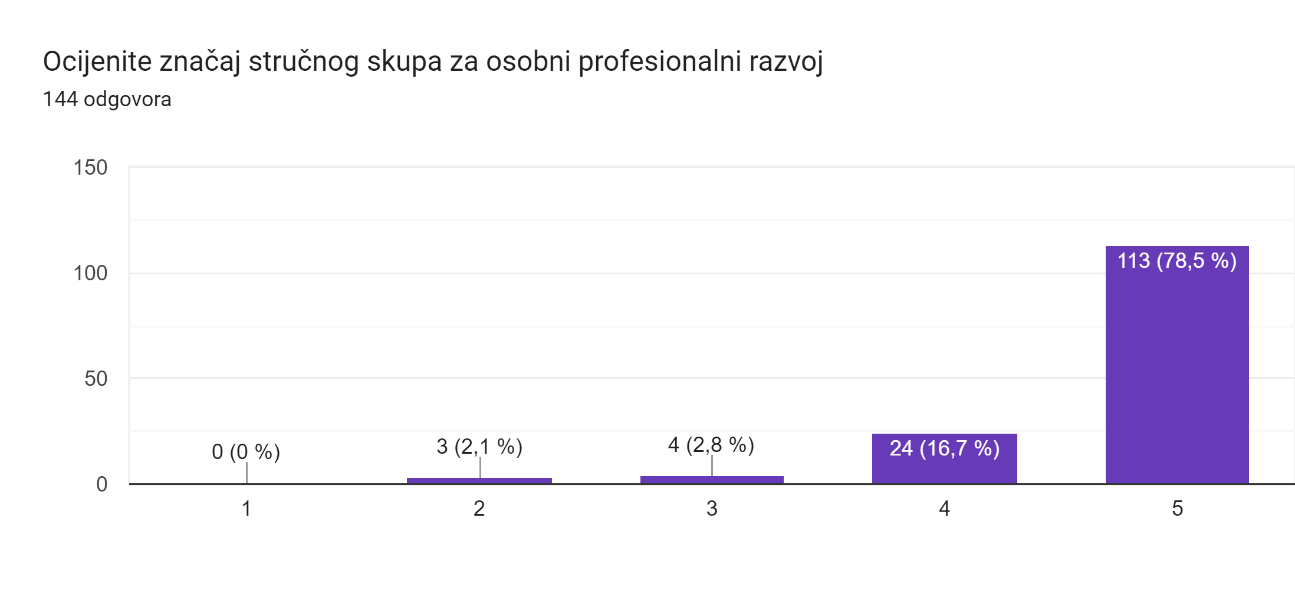 Ocijenite značaj stručnog skupa za osobni profesionalni razvoj
144 odgovora
150
100
50
0
0 (0 %)
3 (2,1 %)
4 (2,8 %)
24 (16,7 %)
113 (78,5 %)
1
2
3
4
5